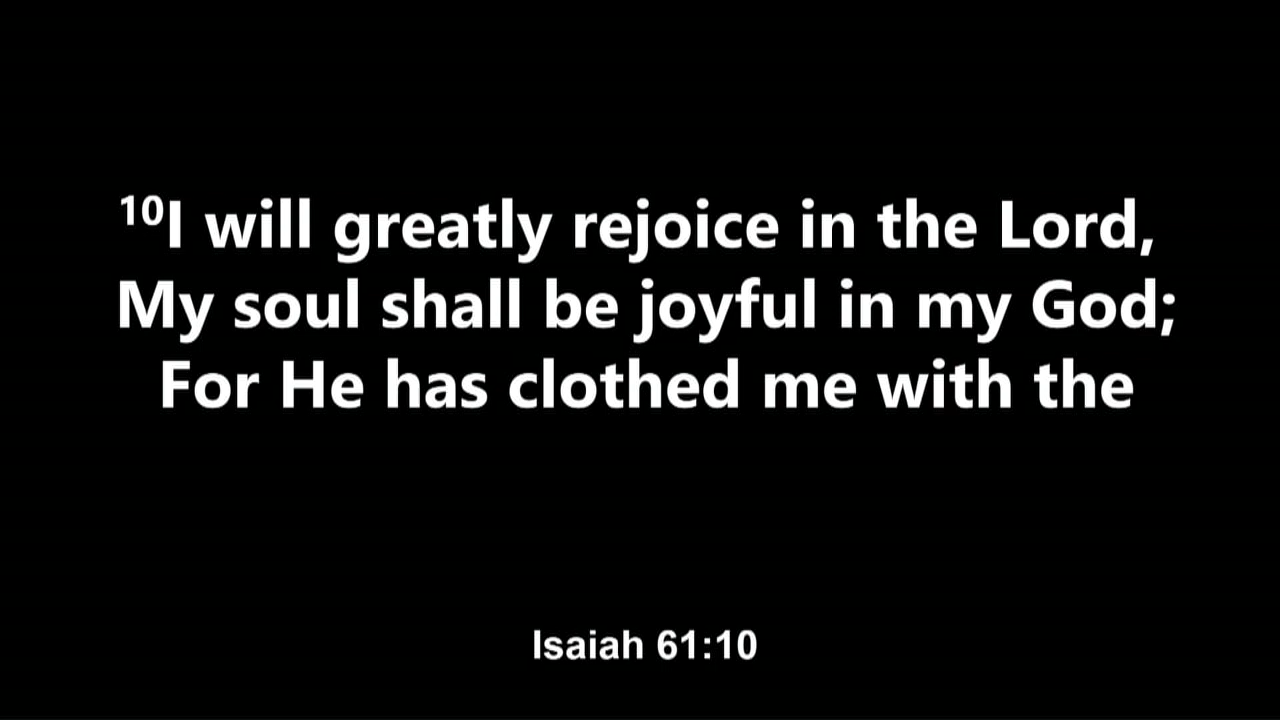 ¹⁰I will greatly rejoice in the Lord,
My soul shall be joyful in my God;
For He has clothed me with the
Isaiah 61:10